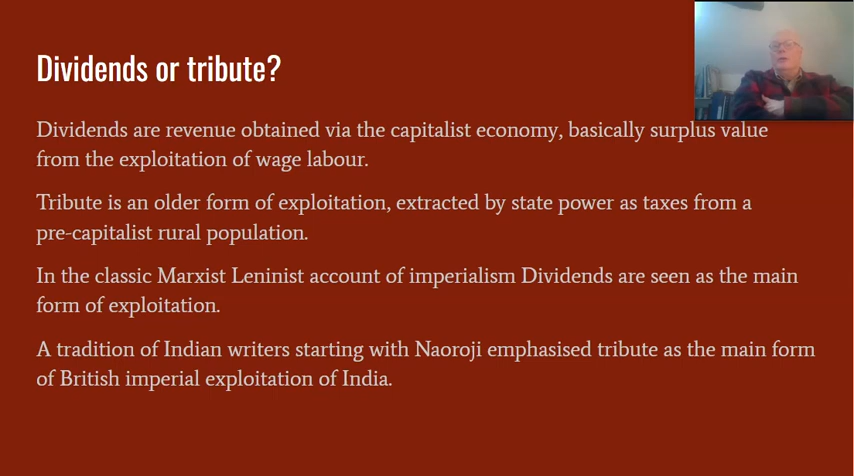 Dividends or tribute?
Dividends are revenue obtained via the capitalist economy, basically surplus value
from the exploitation of wage labour.
Tribute is an older form of exploitation, extracted by state power as taxes from a
pre-capitalist rural population.
In the classic Marxist Leninist account of imperialism Dividends are seen as the main
form of exploitation.
A tradition of Indian writers starting with Naoroji emphasised tribute as the main form
of British imperial exploitation of India.